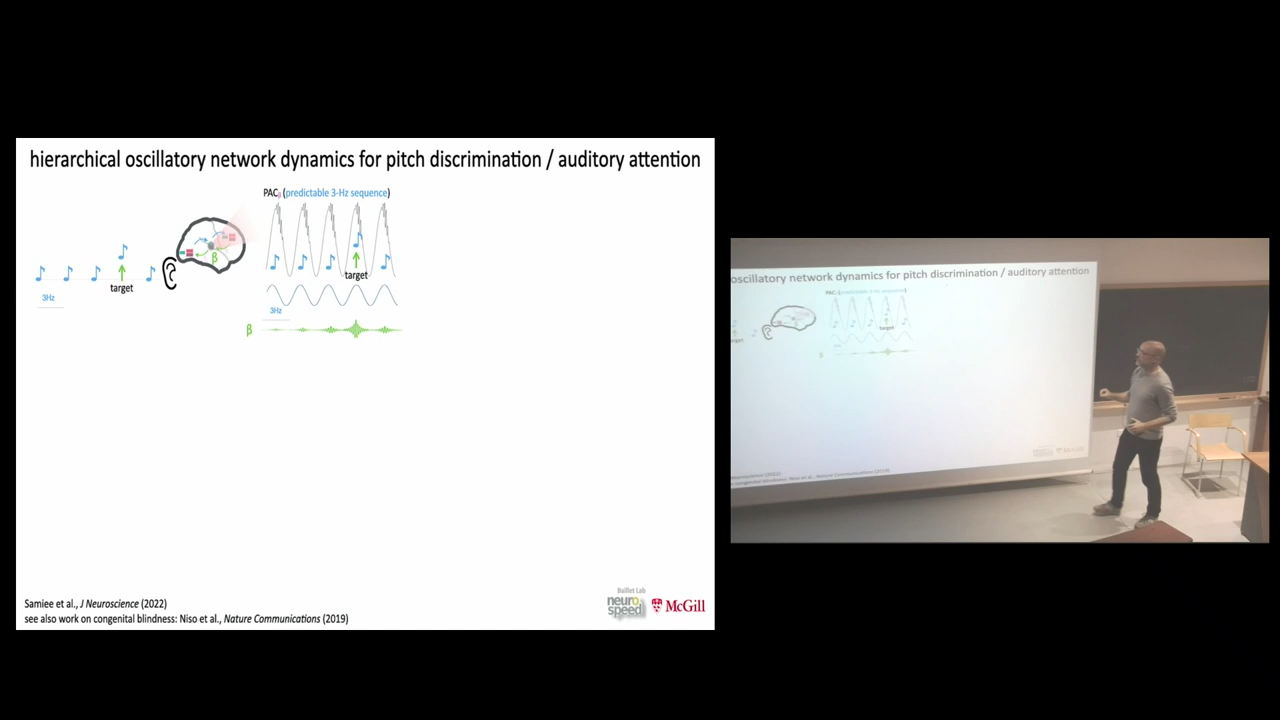 hierarchical oscillatory network dynamics for pitch discrimination / auditory attention
PACβ (predictable 3-Hz sequence)
β
target
target
3Hz
3Hz
β
Samiee et al., J Neuroscience (2022)
see also work on congenital blindness: Niso et al., Nature Communications (2019)
Baillet Lab
neuro
speed
McGill
oscillatory network dynamics for pitch discrimination / auditory attention
target
McGill